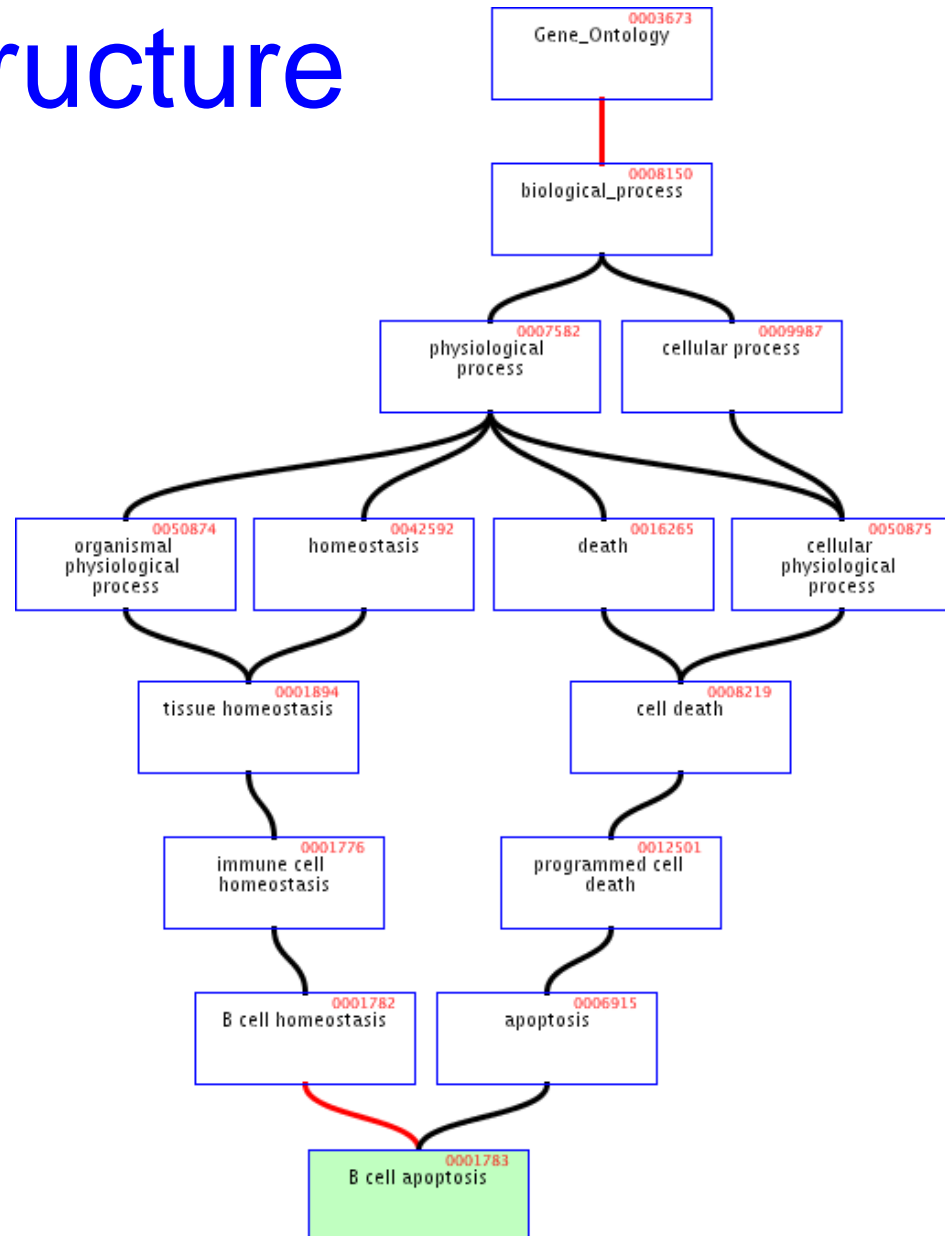 ructure
0003673
Gene_Ontology
0008150
biological_process
0007582
physiological
process
0009987
cellular process
0050874
organismal
physiological
process
0042592
homeostasis
0016265
death
0050875
cellular
physiological
process
0001894
tissue homeostasis
0008219
cell death
0001776
immune cell
homeostasis
0012501
programmed cell
death
0001782
B cell homeostasis
0006915
apoptosis
0001783
B cell apoptosis